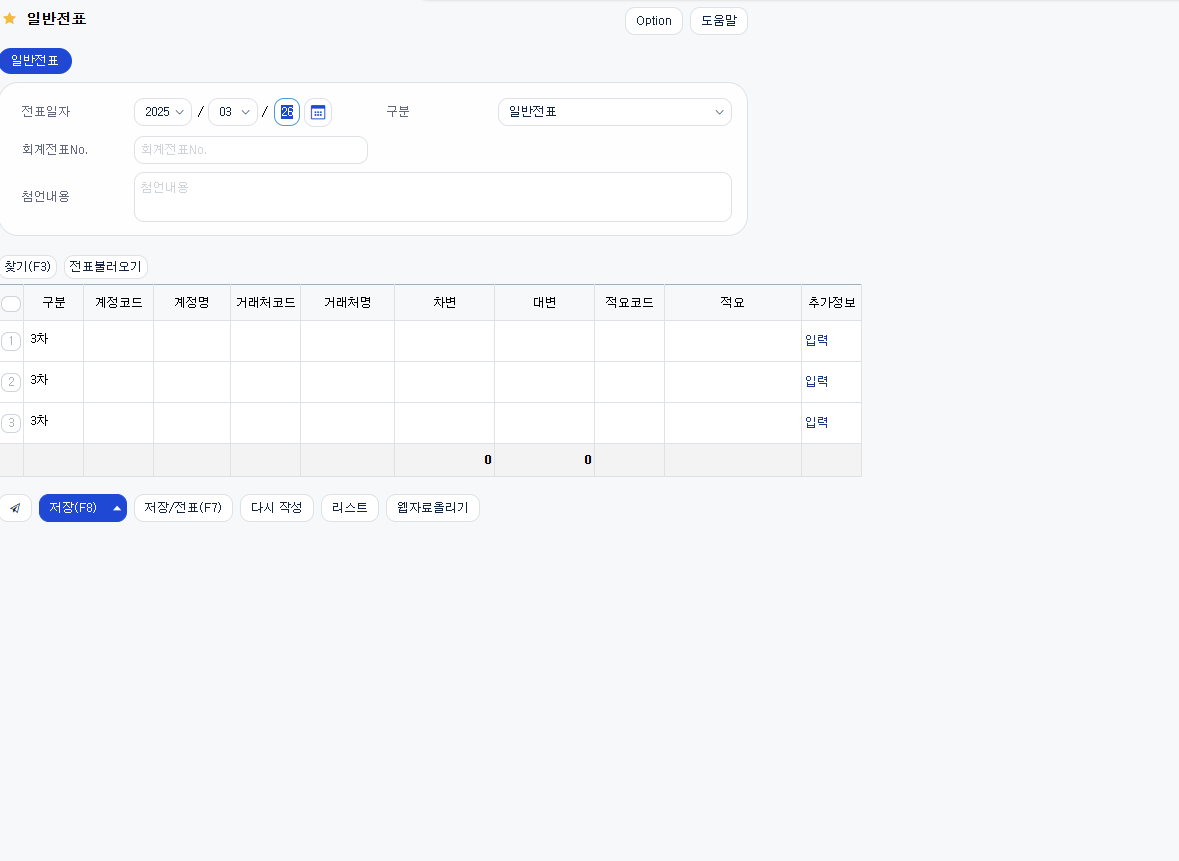 일반전표
Option 도움말
일반전표
전표일자 2025 / 03 / 26 구분 일반전표
회계전표No. 회계전표No.
첨언내용 첨언내용
찾기(F3) 전표불러오기
구분 계정코드 계정명 거래처코드 거래처명 차변 대변 적요코드 적요 추가정보
1 3차 입력
2 3차 입력
3 3차 입력
0 0
저장(F8) 저장/전표(F7) 다시 작성 리스트 웹자료올리기